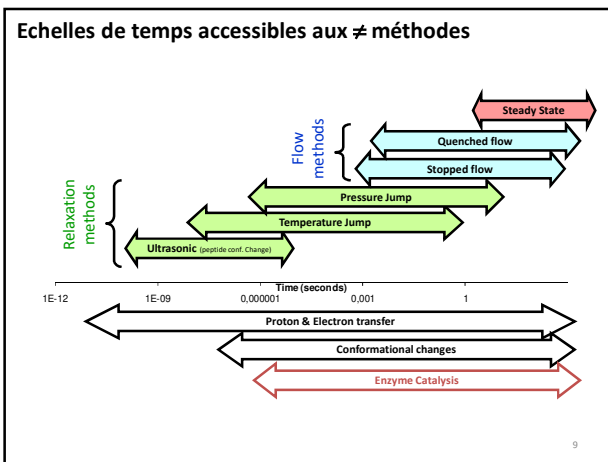 Echelles de temps accessibles aux ≠ méthodes
Steady State
Flow
methods
Quenched flow
Stopped flow
Relaxation
methods
Pressure Jump
Temperature Jump
Ultrasonic (peptide conf. Change)
Time (seconds)
1E-12 1E-09 0,000001 0,001 1
Proton & Electron transfer
Conformational changes
Enzyme Catalysis
9